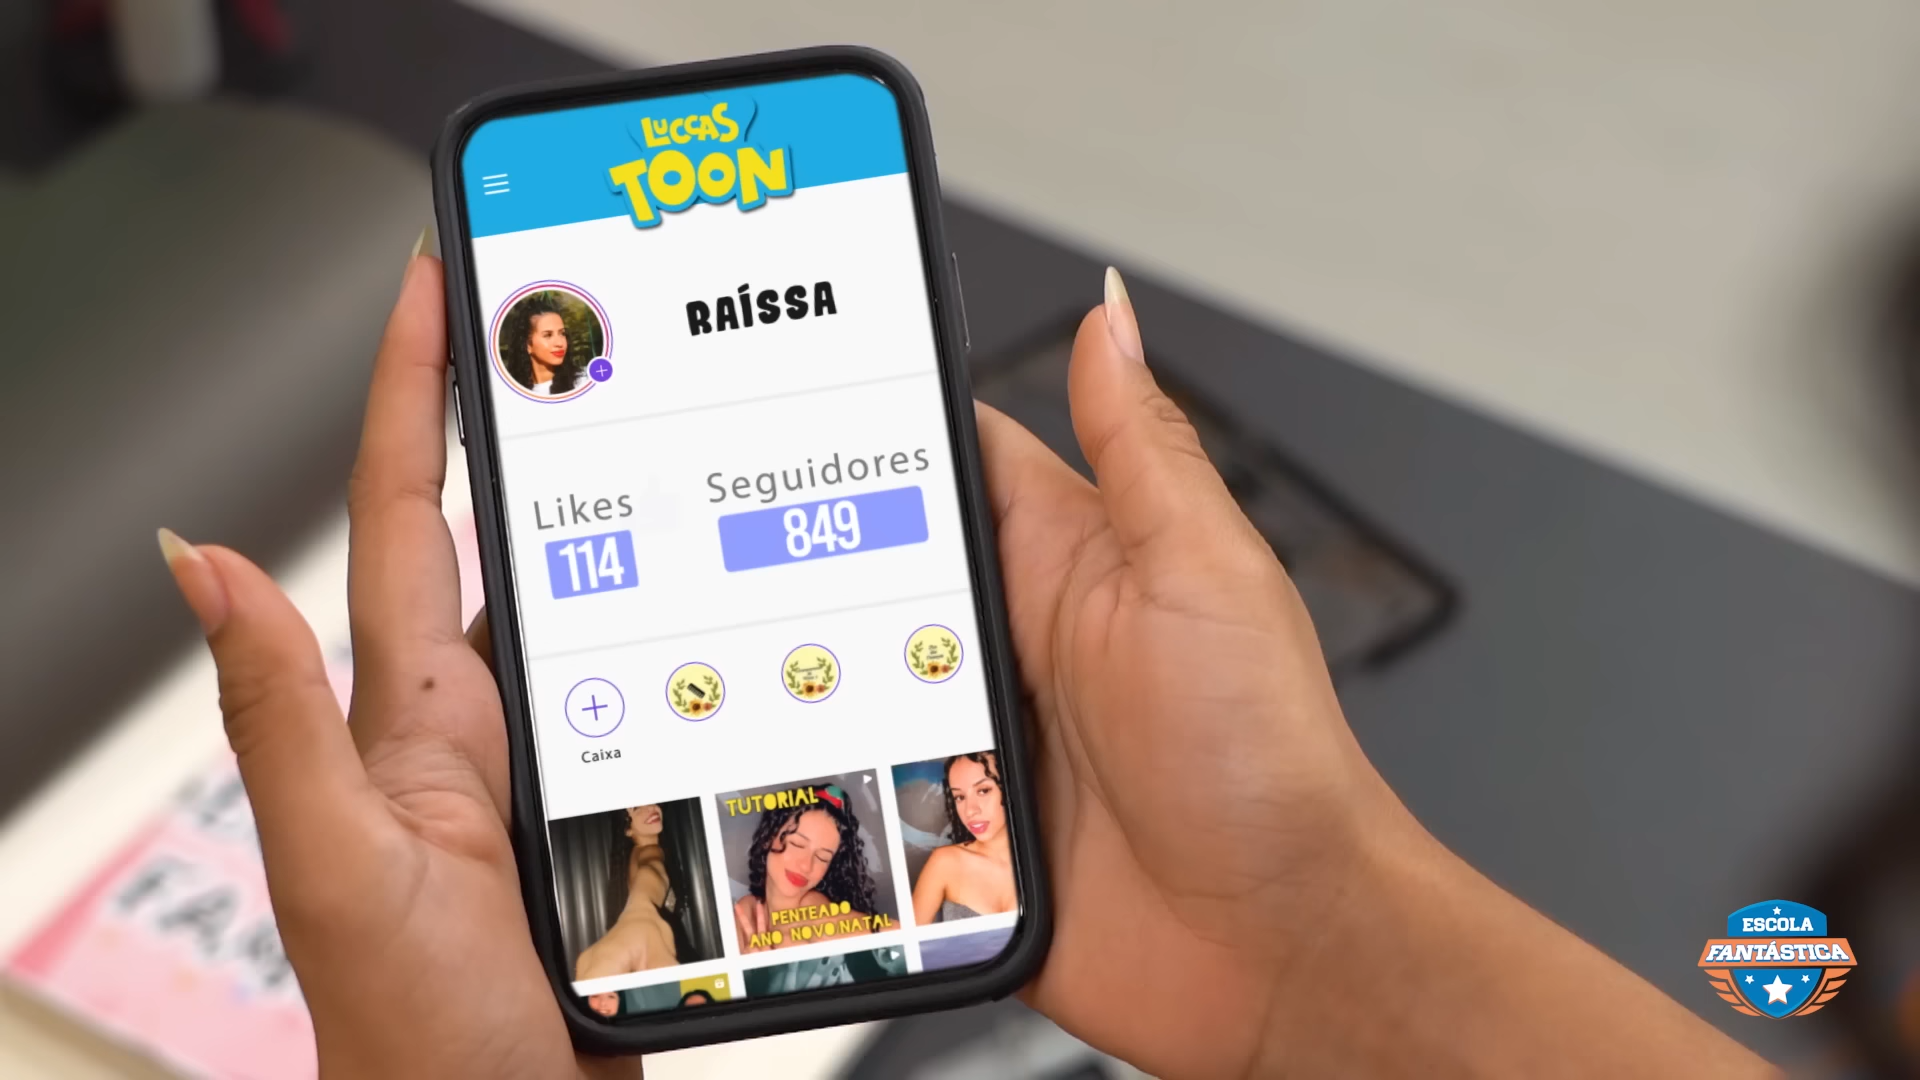 LUCCAS
TOON
RAÍSSA
Likes
114
Seguidores
849
Caixa
TUTORIAL
PENTEADO
ANO NOVO NATAL
ESCOLA
FANTÁSTICA